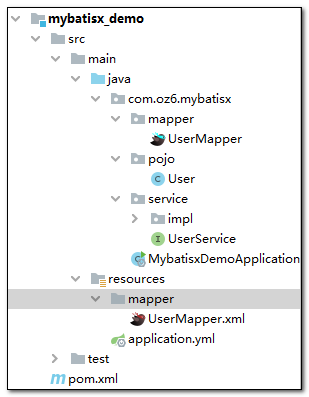 mybatisx_demo
src
main
java
com.oz6.mybatisx
mapper
UserMapper
pojo
User
service
impl
UserService
MybatisxDemoApplication
resources
mapper
UserMapper.xml
application.yml
test
pom.xml